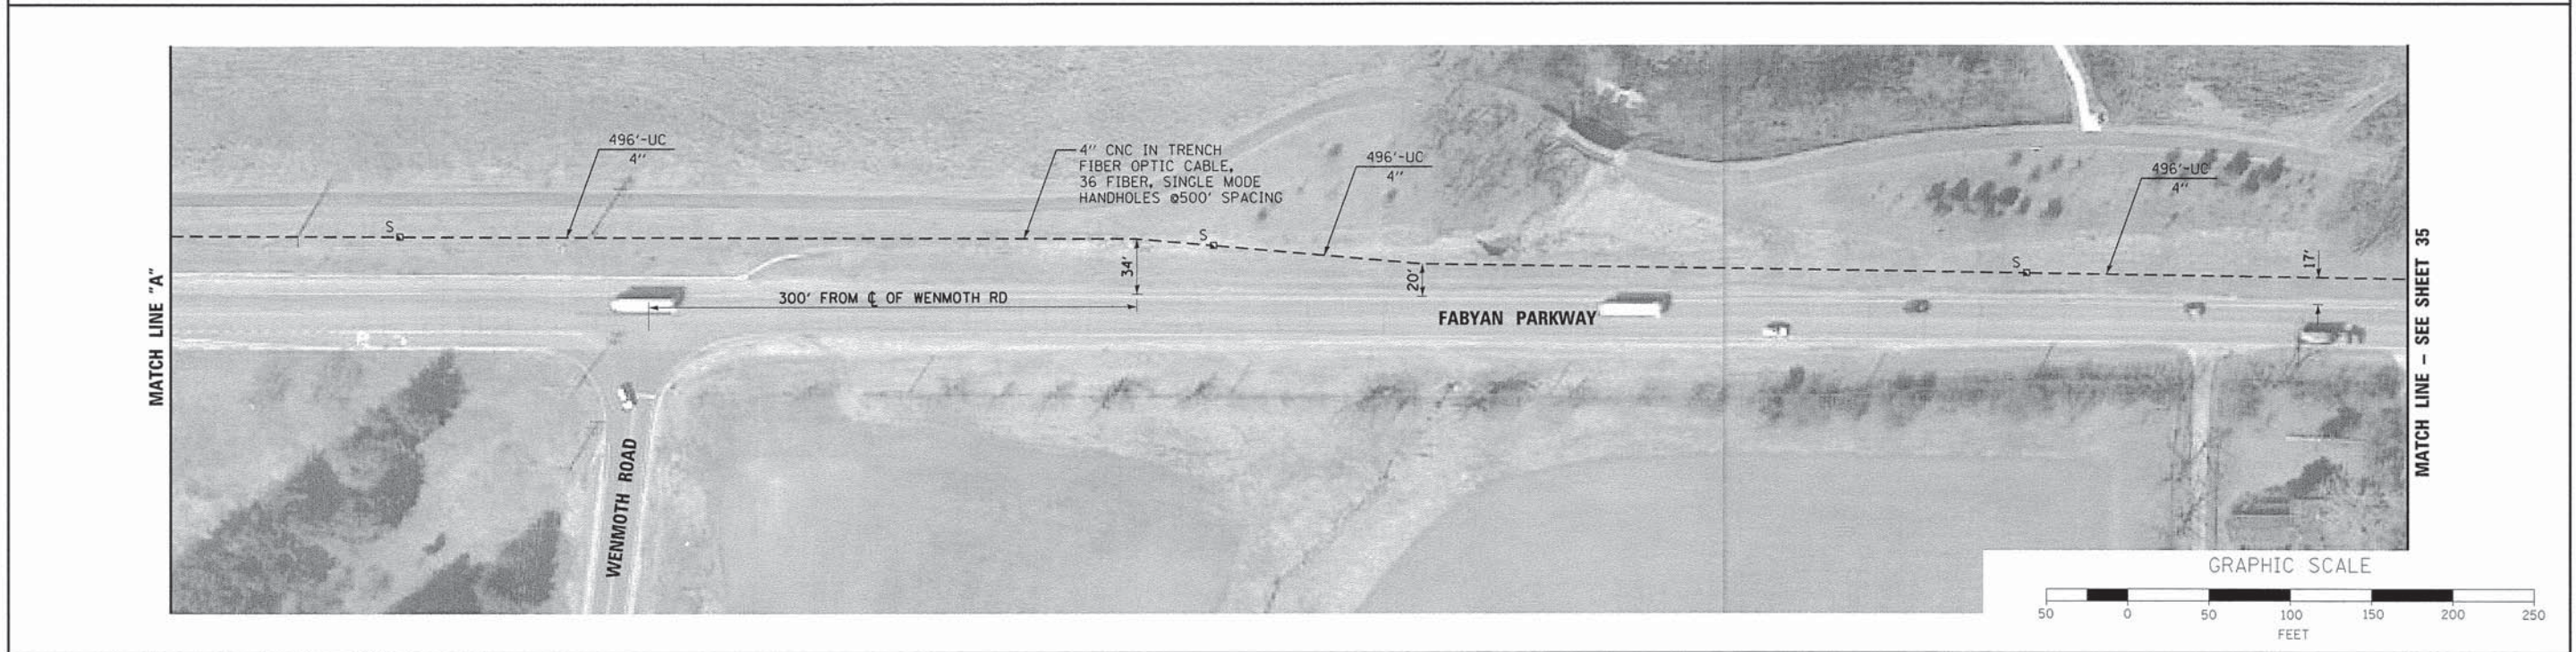 496'-UC
4"
4" CNC IN TRENCH
FIBER OPTIC CABLE,
36 FIBER, SINGLE MODE
HANDHOLES @500' SPACING
496'-UC
4"
496'-UC
4"
S
S
S
34'
20'
17'
300' FROM ℄ OF WENMOTH RD
FABYAN PARKWAY
WENMOTH ROAD
MATCH LINE "A"
MATCH LINE - SEE SHEET 35
GRAPHIC SCALE
50 0 50 100 150 200 250
FEET